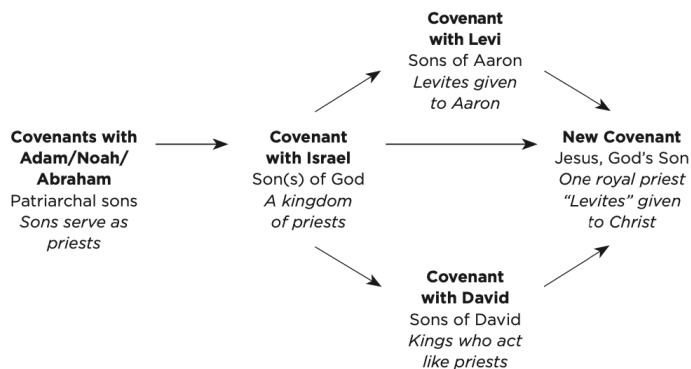 Covenants with
Adam/Noah/
Abraham
Patriarchal sons
Sons serve as
priests
Covenant
with Israel
Son(s) of God
A kingdom
of priests
Covenant
with Levi
Sons of Aaron
Levites given
to Aaron
Covenant
with David
Sons of David
Kings who act
like priests
New Covenant
Jesus, God's Son
One royal priest
“Levites” given
to Christ